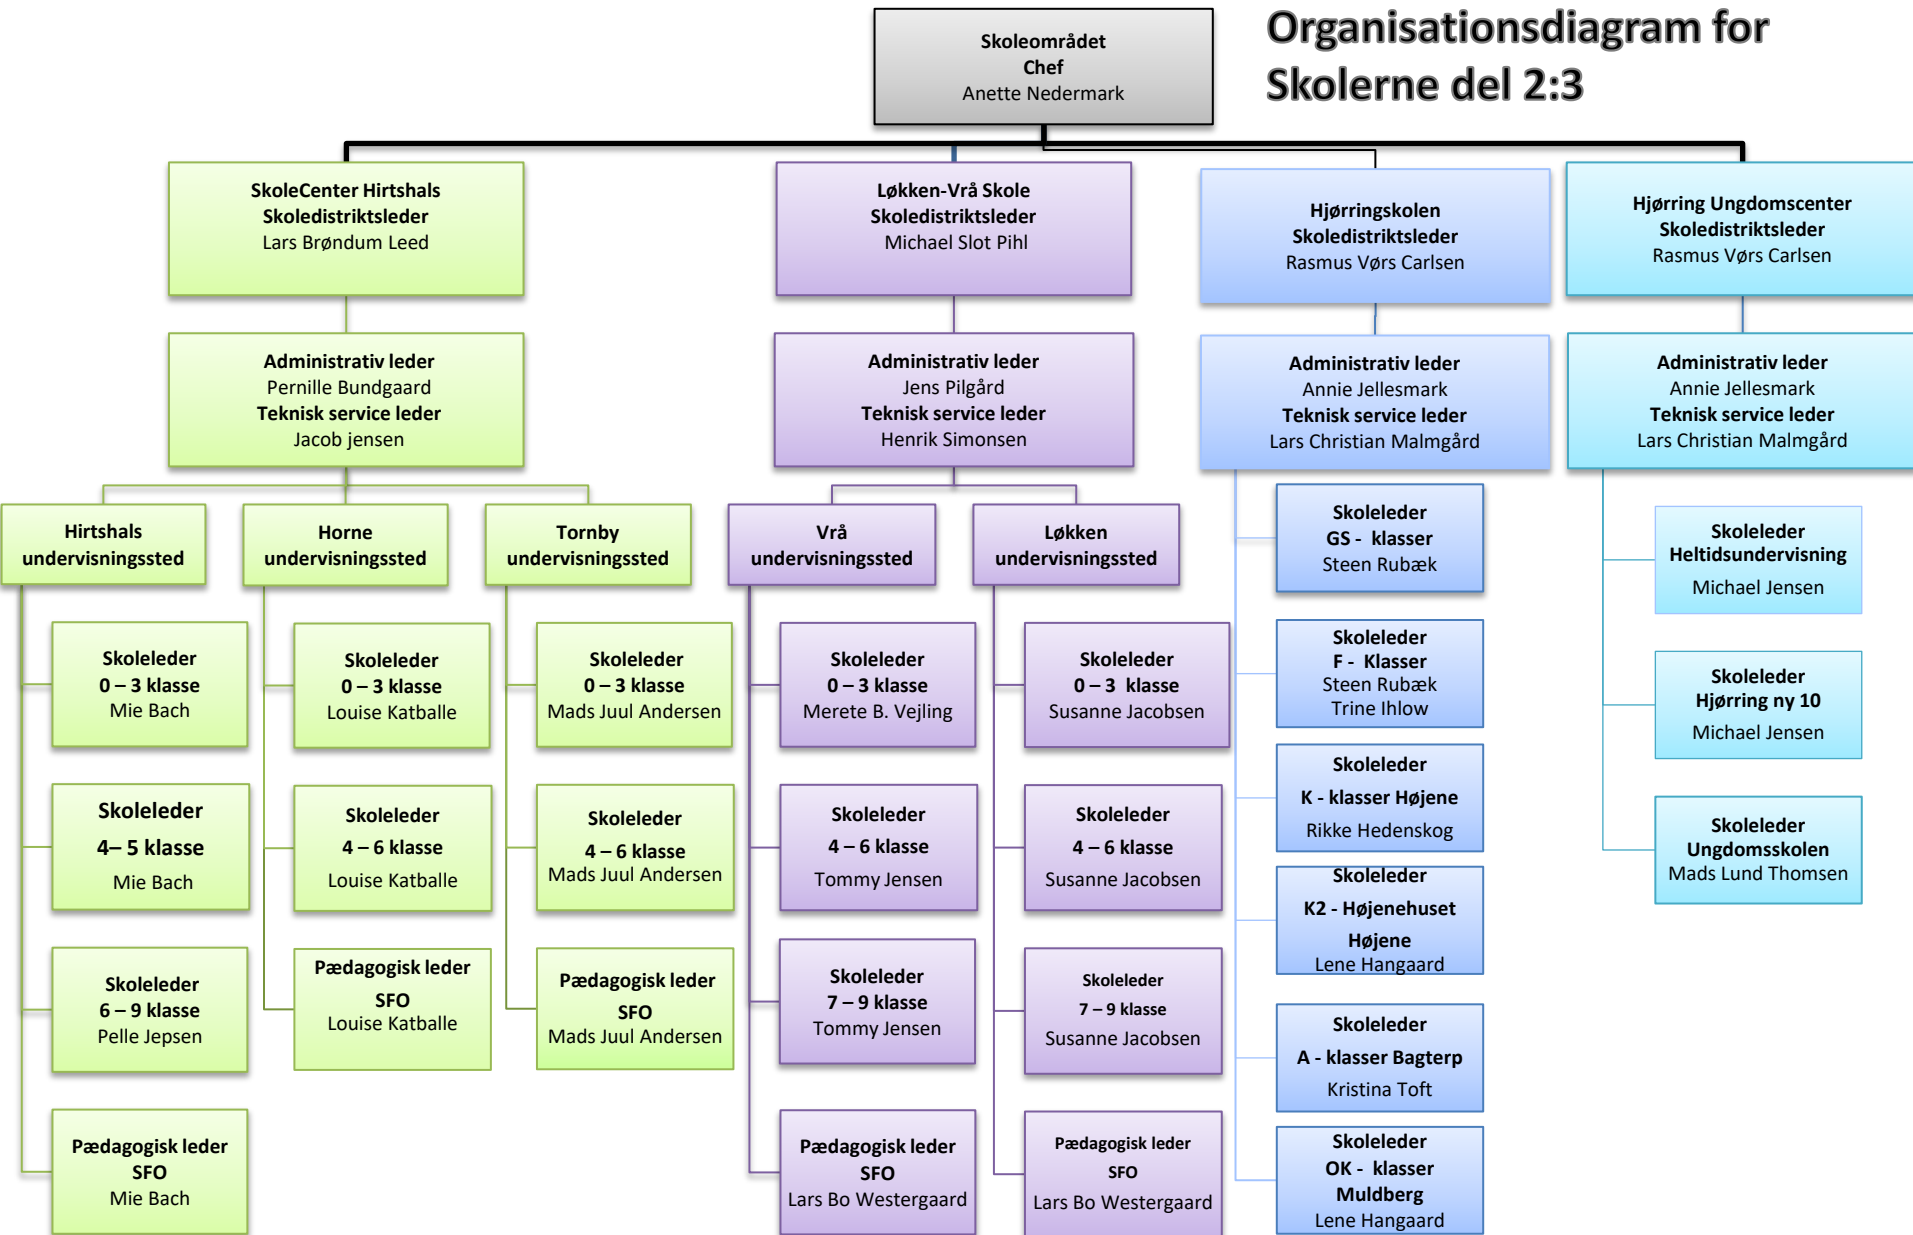 Organisationsdiagram for
Skolerne del 2:3
Skoleområdet
Chef
Anette Nedermark
SkoleCenter Hirtshals
Skoledistriktsleder
Lars Brøndum Leed
Løkken-Vrå Skole
Skoledistriktsleder
Michael Slot Pihl
Hjørringskolen
Skoledistriktsleder
Rasmus Vørs Carlsen
Hjørring Ungdomscenter
Skoledistriktsleder
Rasmus Vørs Carlsen
Administrativ leder
Pernille Bundgaard
Teknisk service leder
Jacob jensen
Administrativ leder
Jens Pilgård
Teknisk service leder
Henrik Simonsen
Administrativ leder
Annie Jellesmark
Teknisk service leder
Lars Christian Malmgård
Administrativ leder
Annie Jellesmark
Teknisk service leder
Lars Christian Malmgård
Hirtshals
undervisningssted
Skoleleder
0 – 3 klasse
Mie Bach
Skoleleder
4– 5 klasse
Mie Bach
Skoleleder
6 – 9 klasse
Pelle Jepsen
Pædagogisk leder
SFO
Mie Bach
Horne
undervisningssted
Skoleleder
0 – 3 klasse
Louise Katballe
Skoleleder
4 – 6 klasse
Louise Katballe
Pædagogisk leder
SFO
Louise Katballe
Tornby
undervisningssted
Skoleleder
0 – 3 klasse
Mads Juul Andersen
Skoleleder
4 – 6 klasse
Mads Juul Andersen
Pædagogisk leder
SFO
Mads Juul Andersen
Vrå
undervisningssted
Skoleleder
0 – 3 klasse
Merete B. Vejling
Skoleleder
4 – 6 klasse
Tommy Jensen
Skoleleder
7 – 9 klasse
Tommy Jensen
Pædagogisk leder
SFO
Lars Bo Westergaard
Løkken
undervisningssted
Skoleleder
0 – 3 klasse
Susanne Jacobsen
Skoleleder
4 – 6 klasse
Susanne Jacobsen
Skoleleder
7 – 9 klasse
Susanne Jacobsen
Pædagogisk leder
SFO
Lars Bo Westergaard
Skoleleder
GS - klasser
Steen Rubæk
Skoleleder
F - Klasser
Steen Rubæk
Trine Ihlow
Skoleleder
K - klasser Højene
Rikke Hedenskog
Skoleleder
K2 - Højenehuset
Højene
Lene Hangaard
Skoleleder
A - klasser Bagterp
Kristina Toft
Skoleleder
OK - klasser
Muldberg
Lene Hangaard
Skoleleder
Heltidsundervisning
Michael Jensen
Skoleleder
Hjørring ny 10
Michael Jensen
Skoleleder
Ungdomsskolen
Mads Lund Thomsen